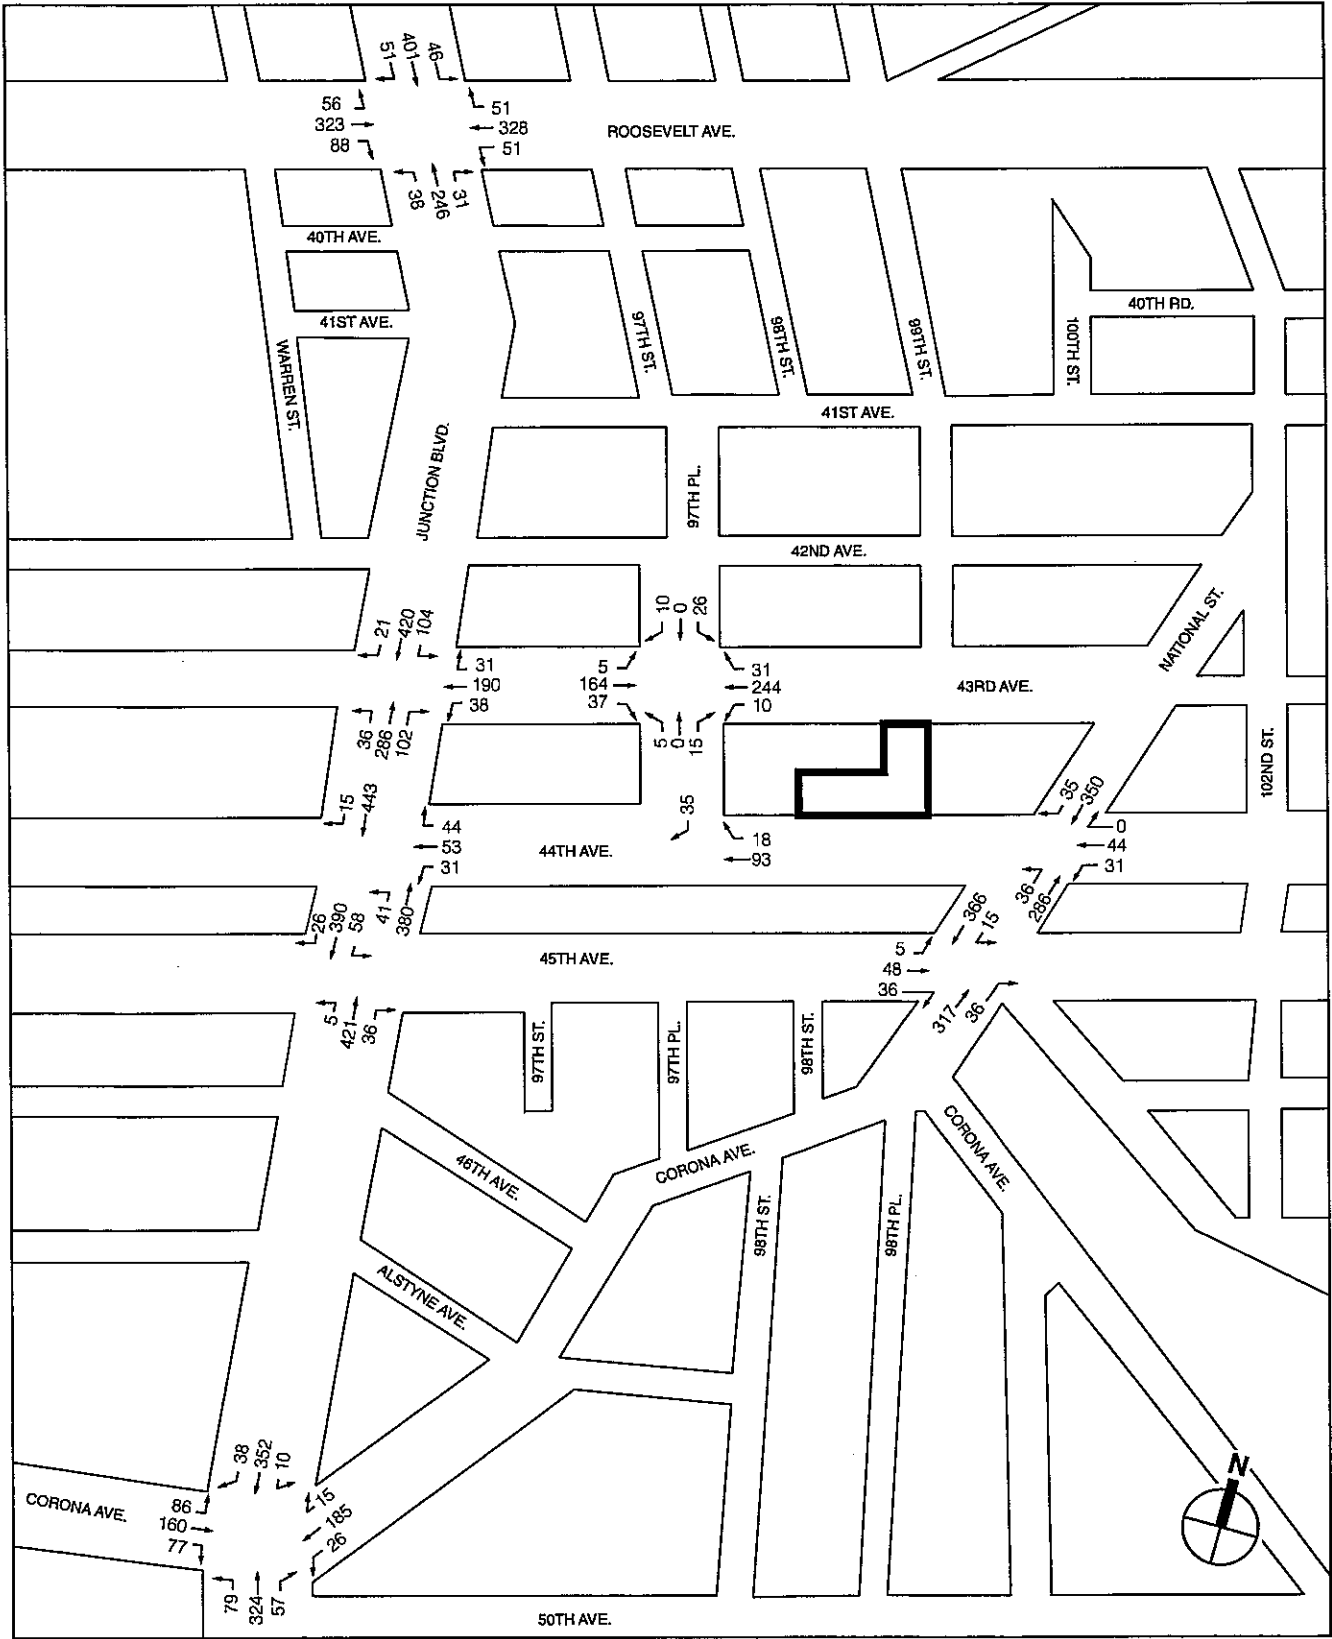 51
401
46
56
323
88
51
328
51
ROOSEVELT AVE.
38
246
31
40TH AVE.
41ST AVE.
40TH RD.
WARREN ST.
97TH ST.
98TH ST.
99TH ST.
100TH ST.
41ST AVE.
JUNCTION BLVD.
97TH PL.
42ND AVE.
NATIONAL ST.
21
420
104
10
0
26
31
190
38
5
164
37
31
244
10
43RD AVE.
36
286
102
5
0
15
102ND ST.
15
443
35
35
350
44
53
31
44TH AVE.
18
93
0
44
31
41
380
36
286
26
390
58
366
15
45TH AVE.
5
48
36
5
421
36
317
36
97TH ST.
97TH PL.
98TH ST.
46TH AVE.
CORONA AVE.
CORONA AVE.
98TH ST.
98TH PL.
ALSTYNE AVE.
38
352
10
CORONA AVE.
86
160
77
15
185
26
N
79
324
57
50TH AVE.